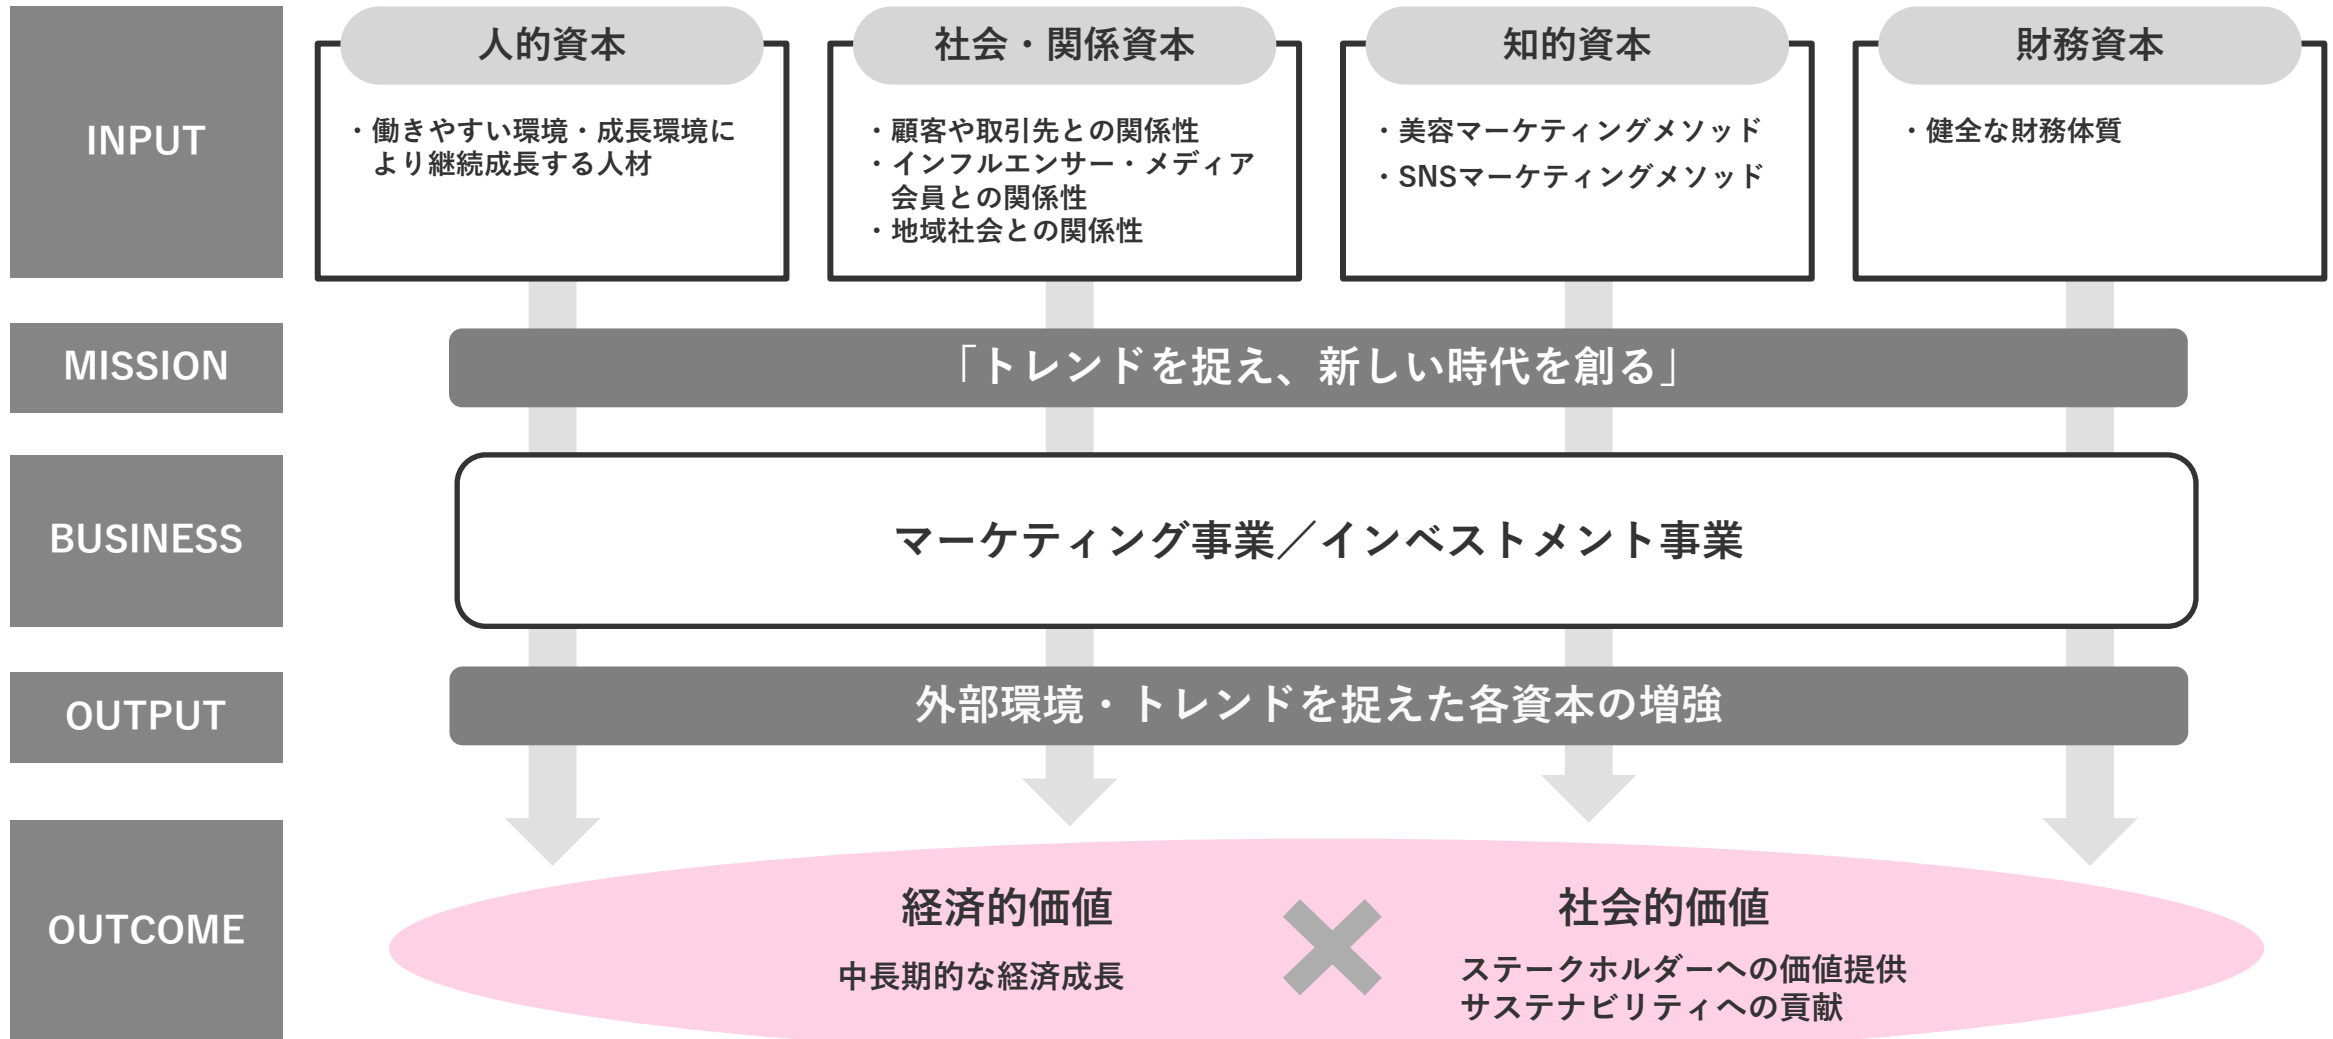 INPUT
人的資本
・働きやすい環境・成長環境に
より継続成長する人材
社会・関係資本
・顧客や取引先との関係性
・インフルエンサー・メディア
会員との関係性
・地域社会との関係性
知的資本
・美容マーケティングメソッド
・SNSマーケティングメソッド
財務資本
・健全な財務体質
MISSION
「トレンドを捉え、新しい時代を創る」
BUSINESS
マーケティング事業／インベストメント事業
OUTPUT
外部環境・トレンドを捉えた各資本の増強
OUTCOME
経済的価値
中長期的な経済成長
社会的価値
ステークホルダーへの価値提供
サステナビリティへの貢献